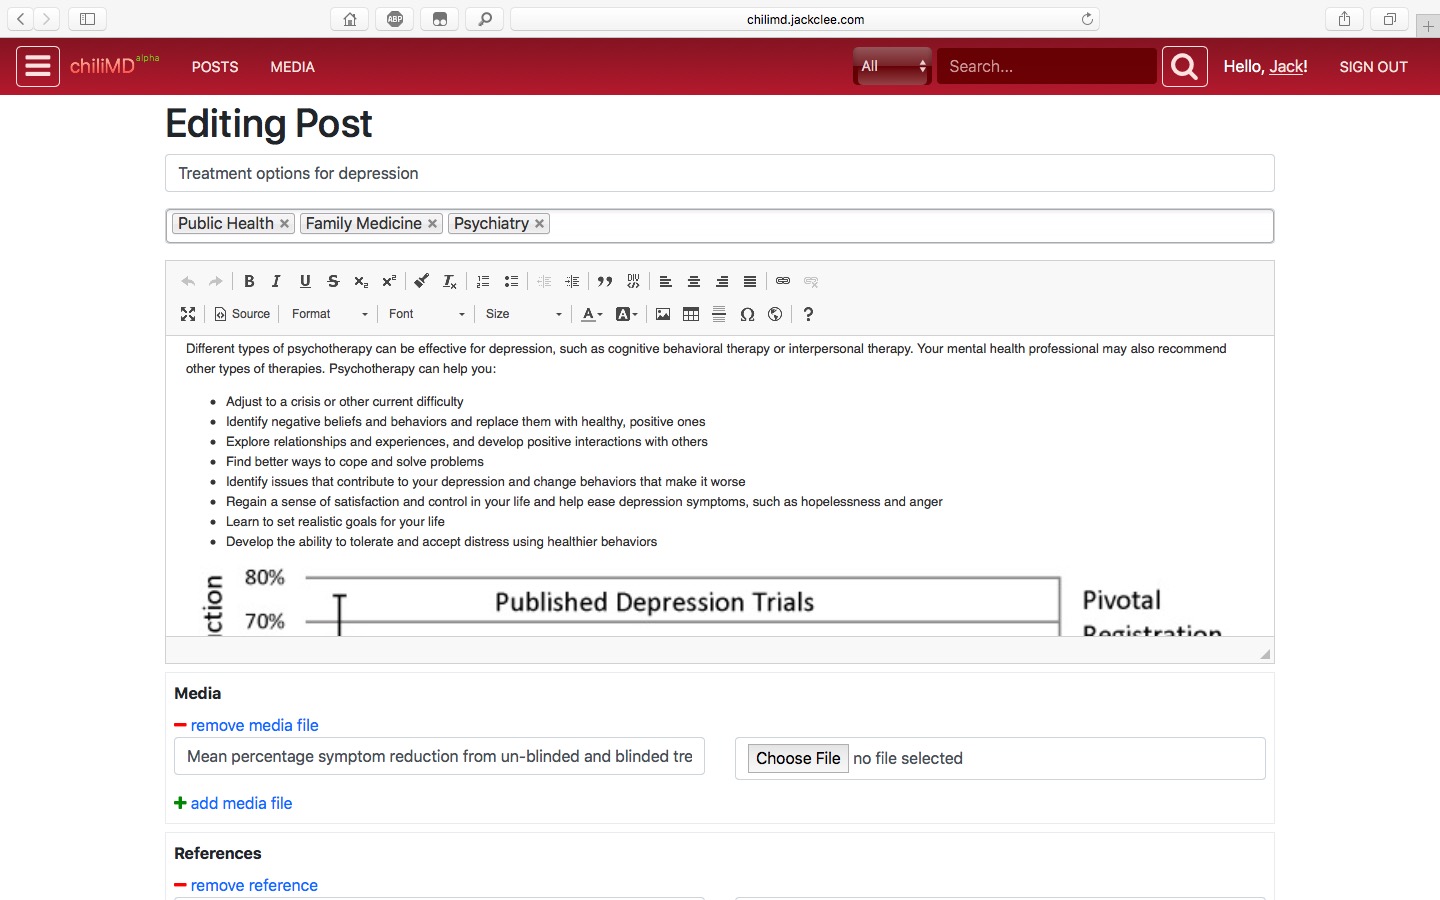 ABP
chilimd.jackclee.com
chiliMD alpha
POSTS
MEDIA
All
Search...
Hello, Jack!
SIGN OUT
Editing Post
Treatment options for depression
Public Health × Family Medicine × Psychiatry ×
B I U S x₂ x² Tx
Source Format Font Size A A Ω ?
Different types of psychotherapy can be effective for depression, such as cognitive behavioral therapy or interpersonal therapy. Your mental health professional may also recommend
other types of therapies. Psychotherapy can help you:
• Adjust to a crisis or other current difficulty
• Identify negative beliefs and behaviors and replace them with healthy, positive ones
• Explore relationships and experiences, and develop positive interactions with others
• Find better ways to cope and solve problems
• Identify issues that contribute to your depression and change behaviors that make it worse
• Regain a sense of satisfaction and control in your life and help ease depression symptoms, such as hopelessness and anger
• Learn to set realistic goals for your life
• Develop the ability to tolerate and accept distress using healthier behaviors
80%
Published Depression Trials
Pivotal
70%
Registration
Media
remove media file
Mean percentage symptom reduction from un-blinded and blinded tre
Choose File no file selected
add media file
References
remove reference